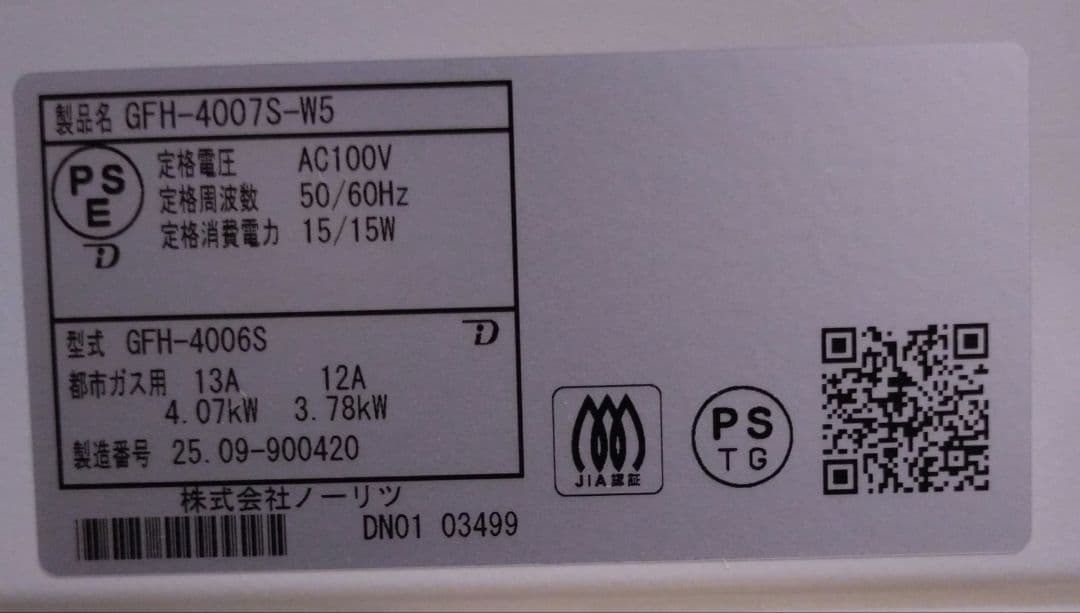 製品名 GFH-4007S-W5
PS
E
定格電圧 AC100V
定格周波数 50/60Hz
定格消費電力 15/15W
型式 GFH-4006S
都市ガス用 13A 12A
4.07kW 3.78kW
製造番号 25.09-900420
株式会社ノーリツ
DN01 03499
JIA認証
PS
TG